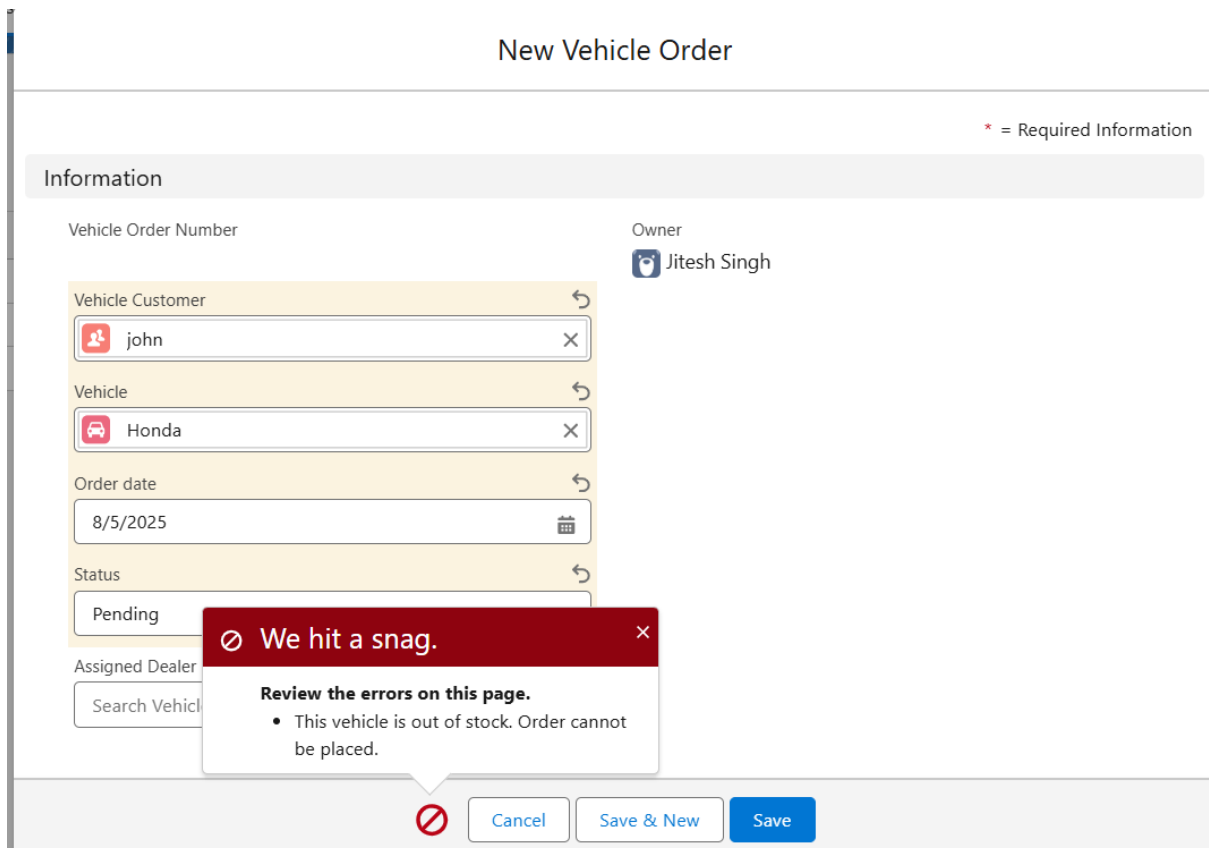 New Vehicle Order
* = Required Information
Information
Vehicle Order Number
Owner
Jitesh Singh
Vehicle Customer
john
Vehicle
Honda
Order date
8/5/2025
Status
Pending
Assigned Dealer
Search Vehicl
We hit a snag.
Review the errors on this page.
• This vehicle is out of stock. Order cannot
be placed.
Cancel
Save & New
Save